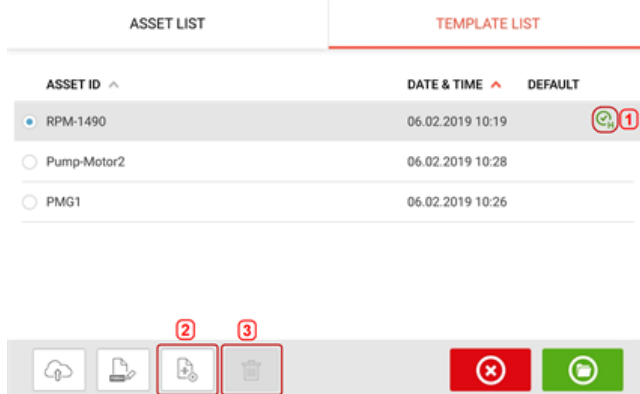 ASSET LIST TEMPLATE LIST
ASSET ID DATE & TIME DEFAULT
RPM-1490 06.02.2019 10:19 H 1
Pump-Motor2 06.02.2019 10:28
PMG1 06.02.2019 10:26
2 3